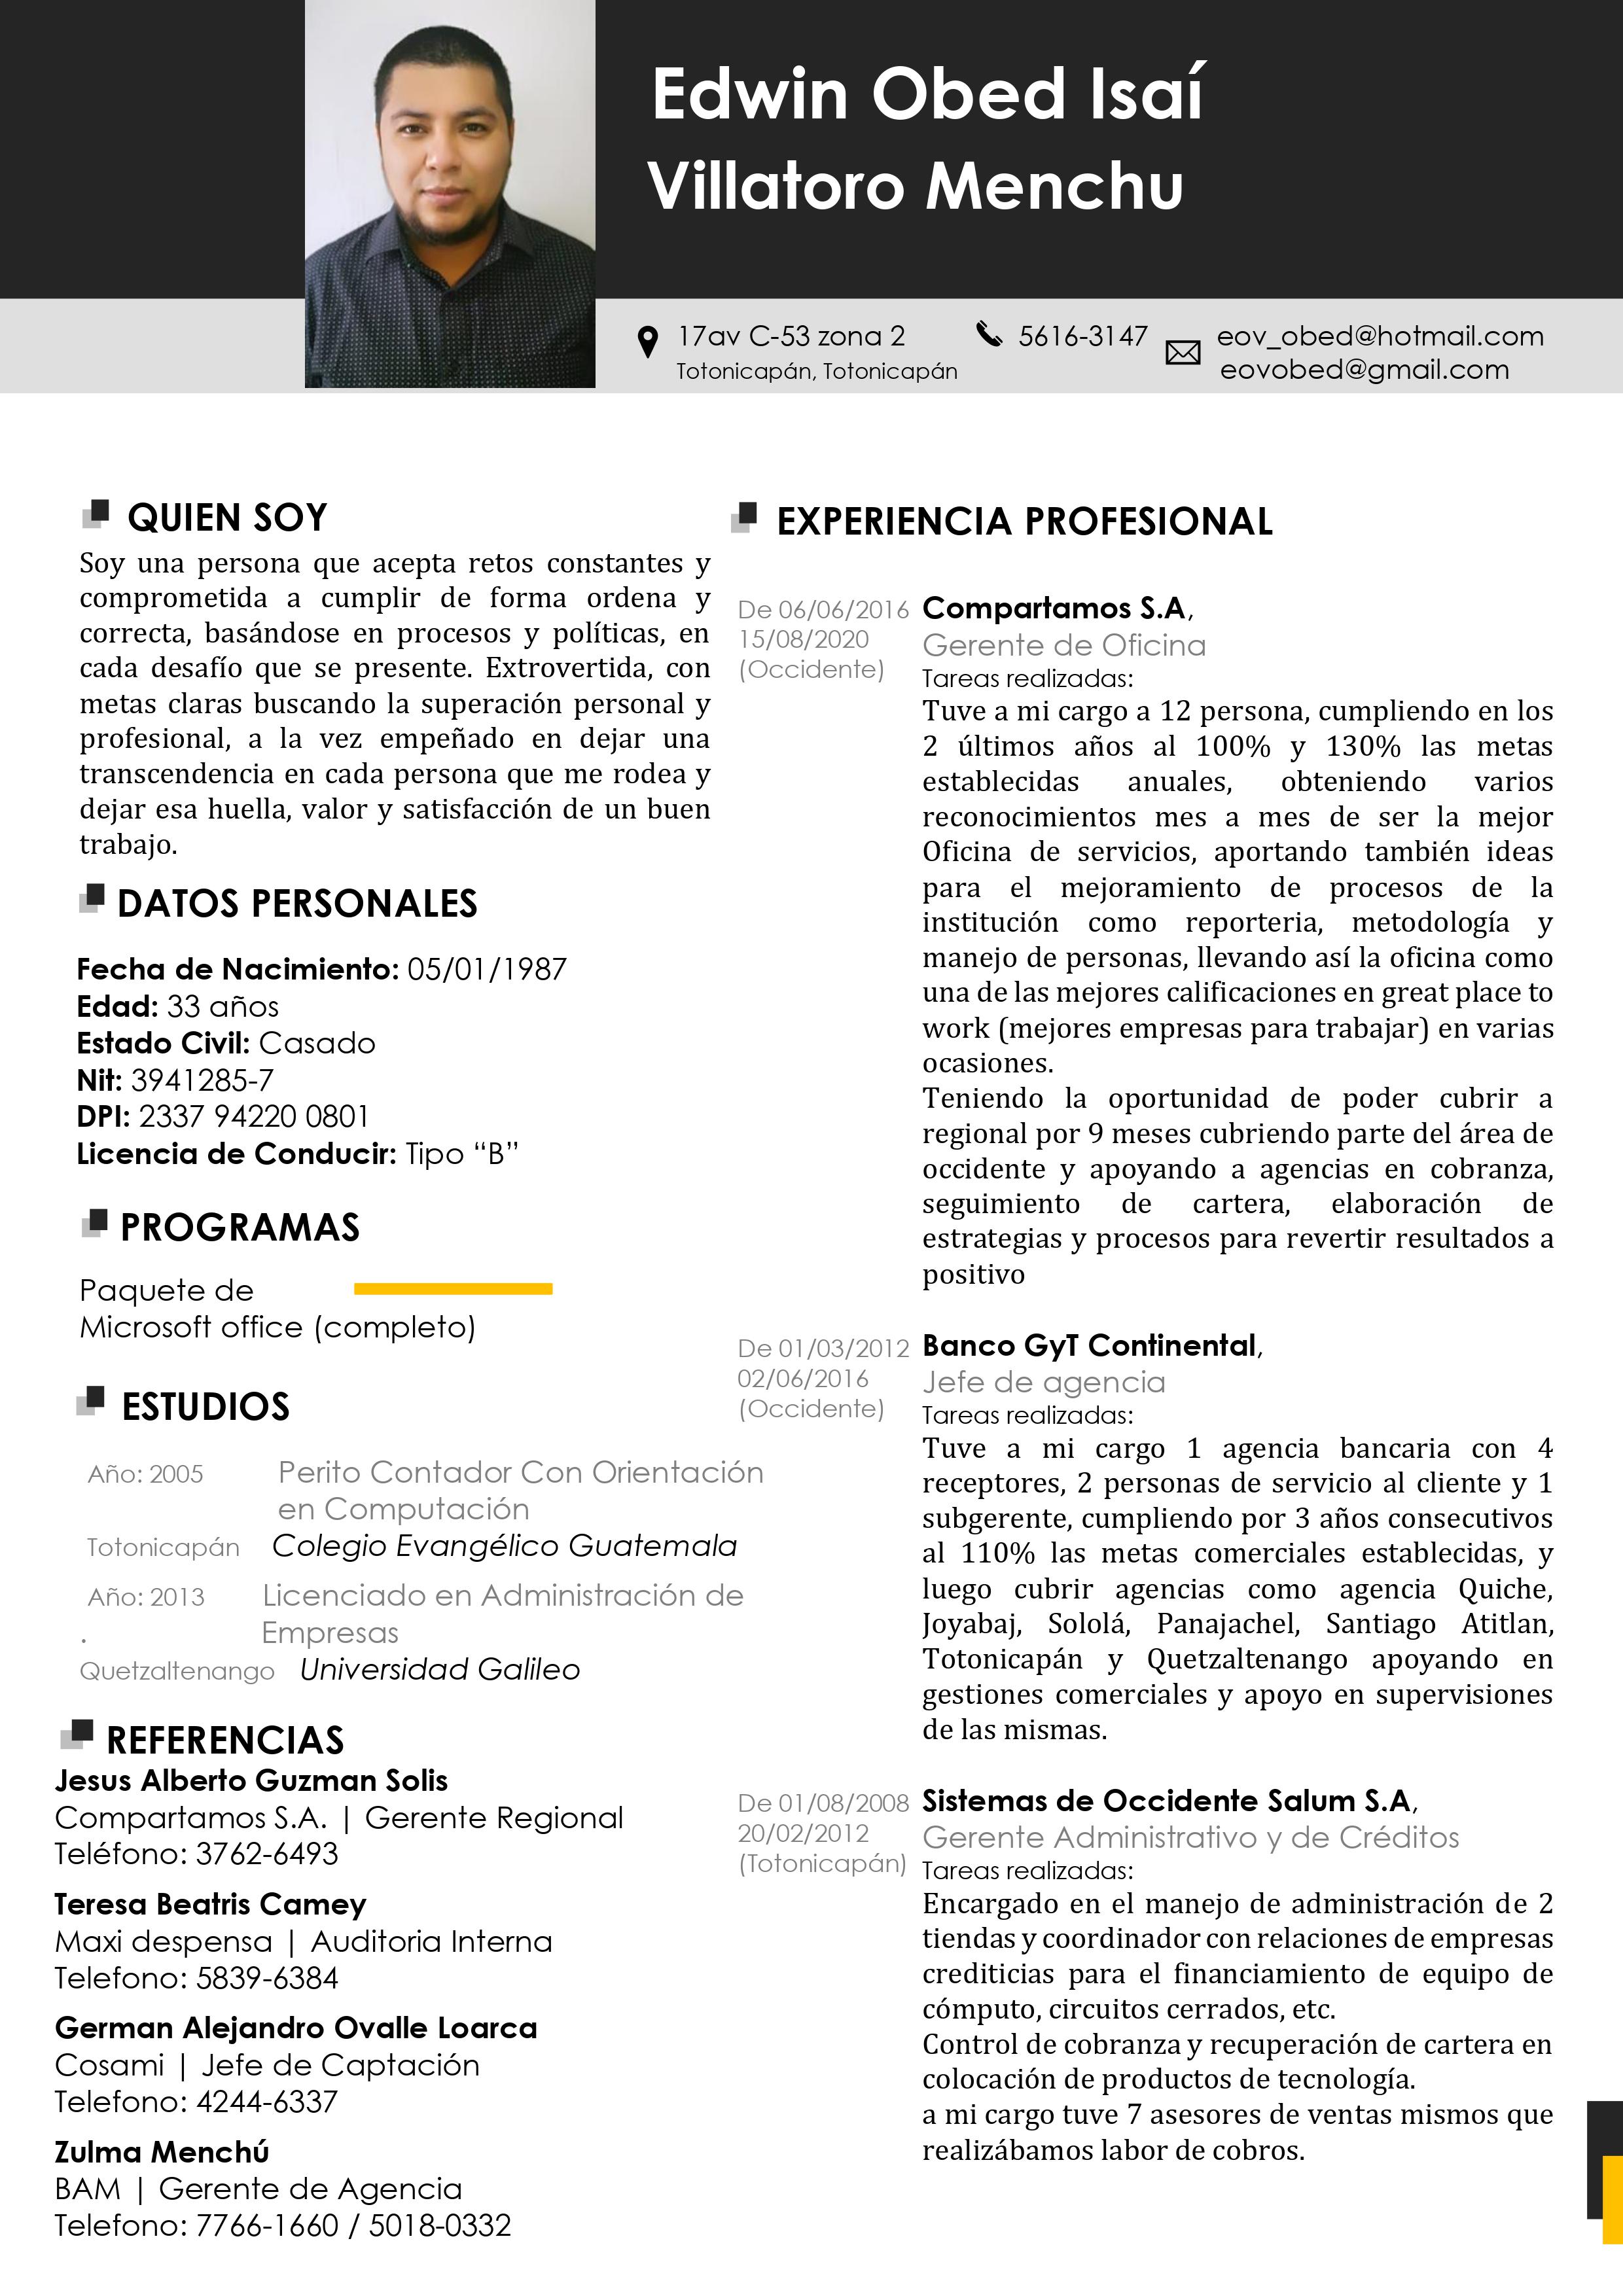 Edwin Obed Isaí
Villatoro Menchu
17av C-53 zona 2
Totonicapán, Totonicapán
5616-3147
eov_obed@hotmail.com
eovobed@gmail.com
QUIEN SOY
Soy una persona que acepta retos constantes y
comprometida a cumplir de forma ordena y
correcta, basándose en procesos y políticas, en
cada desafío que se presente. Extrovertida, con
metas claras buscando la superación personal y
profesional, a la vez empeñado en dejar una
transcendencia en cada persona que me rodea y
dejar esa huella, valor y satisfacción de un buen
trabajo.
DATOS PERSONALES
Fecha de Nacimiento: 05/01/1987
Edad: 33 años
Estado Civil: Casado
Nit: 3941285-7
DPI: 2337 94220 0801
Licencia de Conducir: Tipo “B”
PROGRAMAS
Paquete de
Microsoft office (completo)
ESTUDIOS
Año: 2005 Perito Contador Con Orientación
en Computación
Totonicapán Colegio Evangélico Guatemala
Año: 2013 Licenciado en Administración de
. Empresas
Quetzaltenango Universidad Galileo
REFERENCIAS
Jesus Alberto Guzman Solis
Compartamos S.A. | Gerente Regional
Teléfono: 3762-6493
Teresa Beatris Camey
Maxi despensa | Auditoria Interna
Telefono: 5839-6384
German Alejandro Ovalle Loarca
Cosami | Jefe de Captación
Telefono: 4244-6337
Zulma Menchú
BAM | Gerente de Agencia
Telefono: 7766-1660 / 5018-0332
EXPERIENCIA PROFESIONAL
De 06/06/2016
15/08/2020
(Occidente)
Compartamos S.A,
Gerente de Oficina
Tareas realizadas:
Tuve a mi cargo a 12 persona, cumpliendo en los
2 últimos años al 100% y 130% las metas
establecidas anuales, obteniendo varios
reconocimientos mes a mes de ser la mejor
Oficina de servicios, aportando también ideas
para el mejoramiento de procesos de la
institución como reporteria, metodología y
manejo de personas, llevando así la oficina como
una de las mejores calificaciones en great place to
work (mejores empresas para trabajar) en varias
ocasiones.
Teniendo la oportunidad de poder cubrir a
regional por 9 meses cubriendo parte del área de
occidente y apoyando a agencias en cobranza,
seguimiento de cartera, elaboración de
estrategias y procesos para revertir resultados a
positivo
De 01/03/2012
02/06/2016
(Occidente)
Banco GyT Continental,
Jefe de agencia
Tareas realizadas:
Tuve a mi cargo 1 agencia bancaria con 4
receptores, 2 personas de servicio al cliente y 1
subgerente, cumpliendo por 3 años consecutivos
al 110% las metas comerciales establecidas, y
luego cubrir agencias como agencia Quiche,
Joyabaj, Sololá, Panajachel, Santiago Atitlan,
Totonicapán y Quetzaltenango apoyando en
gestiones comerciales y apoyo en supervisiones
de las mismas.
De 01/08/2008
20/02/2012
(Totonicapán)
Sistemas de Occidente Salum S.A,
Gerente Administrativo y de Créditos
Tareas realizadas:
Encargado en el manejo de administración de 2
tiendas y coordinador con relaciones de empresas
crediticias para el financiamiento de equipo de
cómputo, circuitos cerrados, etc.
Control de cobranza y recuperación de cartera en
colocación de productos de tecnología.
a mi cargo tuve 7 asesores de ventas mismos que
realizábamos labor de cobros.